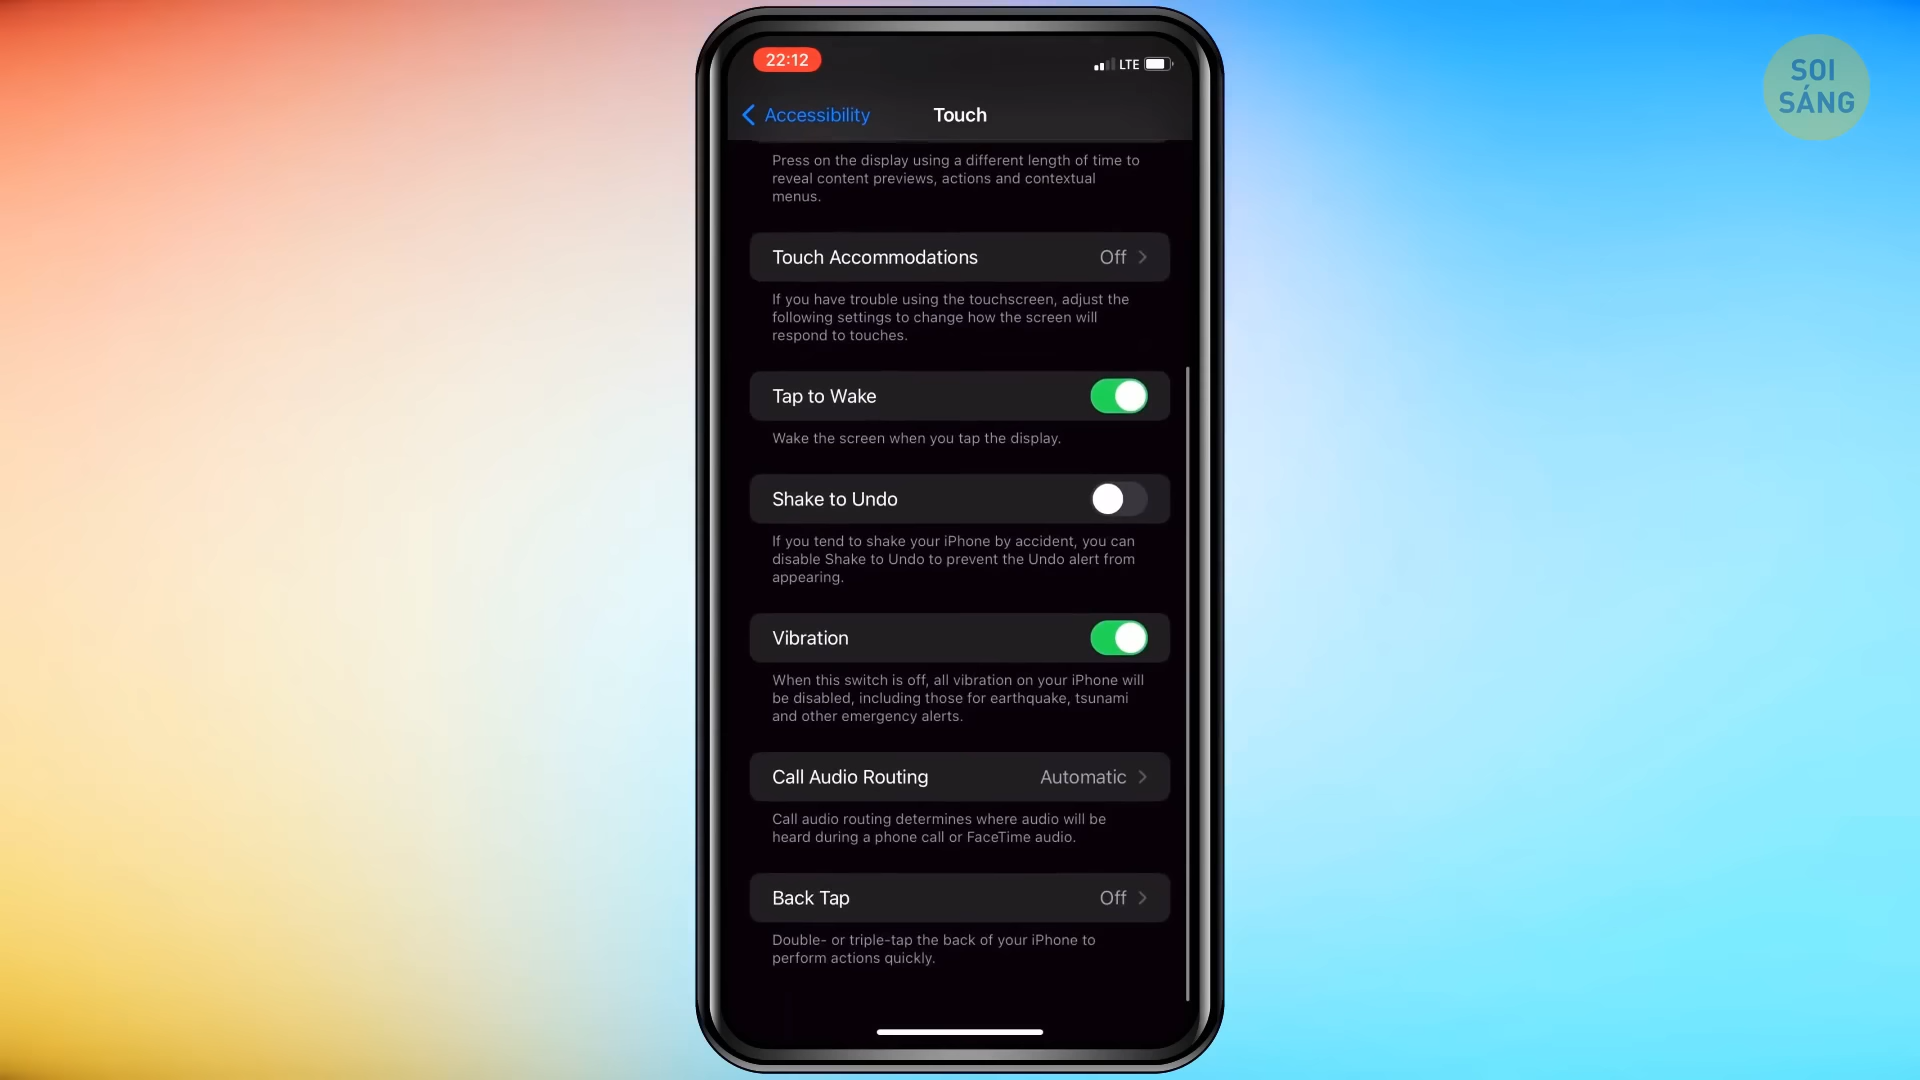 22:12
LTE
SOI
SÁNG
Accessibility
Touch
Press on the display using a different length of time to
reveal content previews, actions and contextual
menus.
Touch Accommodations Off
If you have trouble using the touchscreen, adjust the
following settings to change how the screen will
respond to touches.
Tap to Wake
Wake the screen when you tap the display.
Shake to Undo
If you tend to shake your iPhone by accident, you can
disable Shake to Undo to prevent the Undo alert from
appearing.
Vibration
When this switch is off, all vibration on your iPhone will
be disabled, including those for earthquake, tsunami
and other emergency alerts.
Call Audio Routing Automatic
Call audio routing determines where audio will be
heard during a phone call or FaceTime audio.
Back Tap Off
Double- or triple-tap the back of your iPhone to
perform actions quickly.